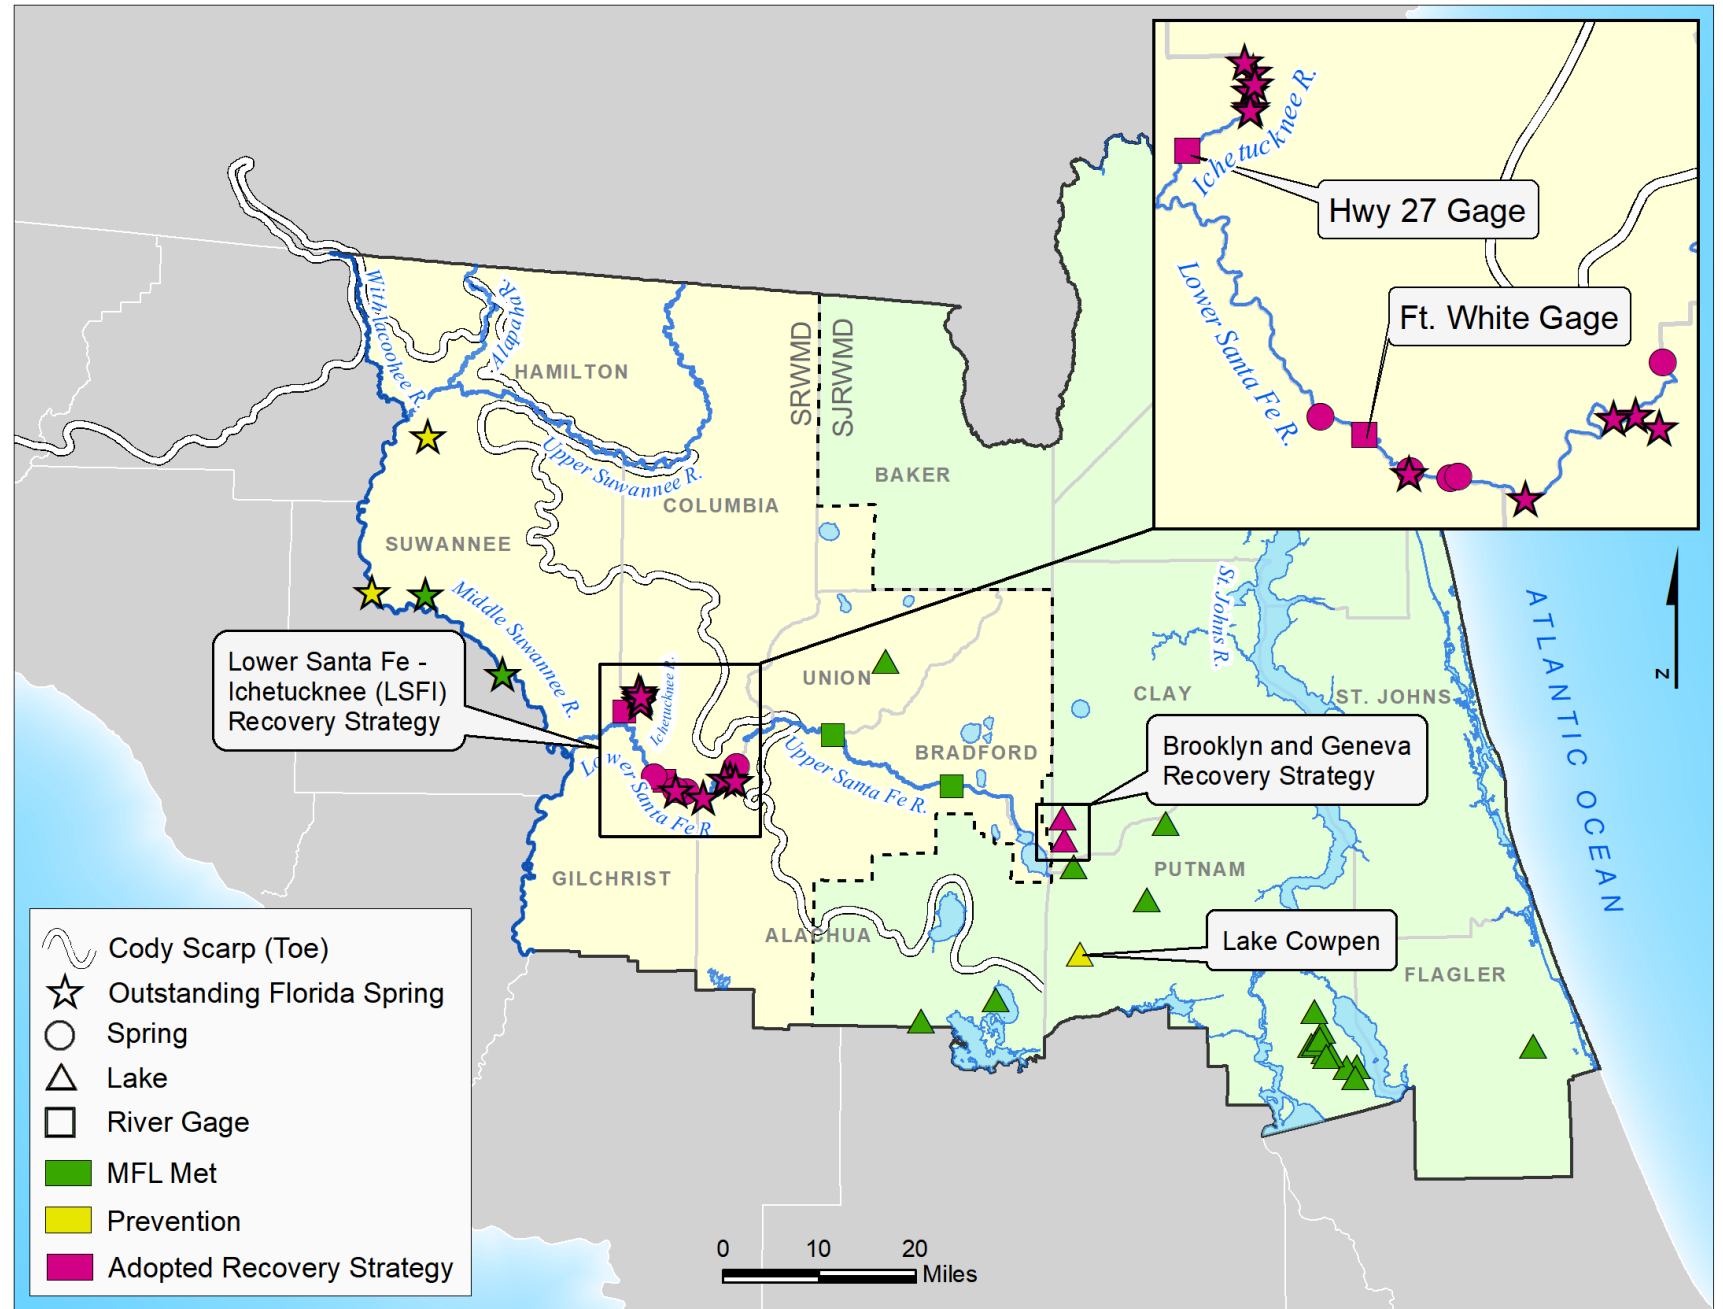 Ichetucknee R.
Hwy 27 Gage
Lower Santa Fe R.
Ft. White Gage
Withlacoohee R.
Alapaha R.
HAMILTON
SRWMD
SJRWMD
Upper Suwannee R.
BAKER
COLUMBIA
SUWANNEE
Middle Suwannee R.
St. Johns R.
ATLANTIC OCEAN
N
Lower Santa Fe -
Ichetucknee (LSFI)
Recovery Strategy
Ichetucknee R.
UNION
CLAY
ST. JOHNS
Lower Santa Fe R.
Upper Santa Fe R.
BRADFORD
Brooklyn and Geneva
Recovery Strategy
PUTNAM
GILCHRIST
ALACHUA
Lake Cowpen
FLAGLER
Cody Scarp (Toe)
Outstanding Florida Spring
Spring
Lake
River Gage
MFL Met
Prevention
Adopted Recovery Strategy
0 10 20
Miles